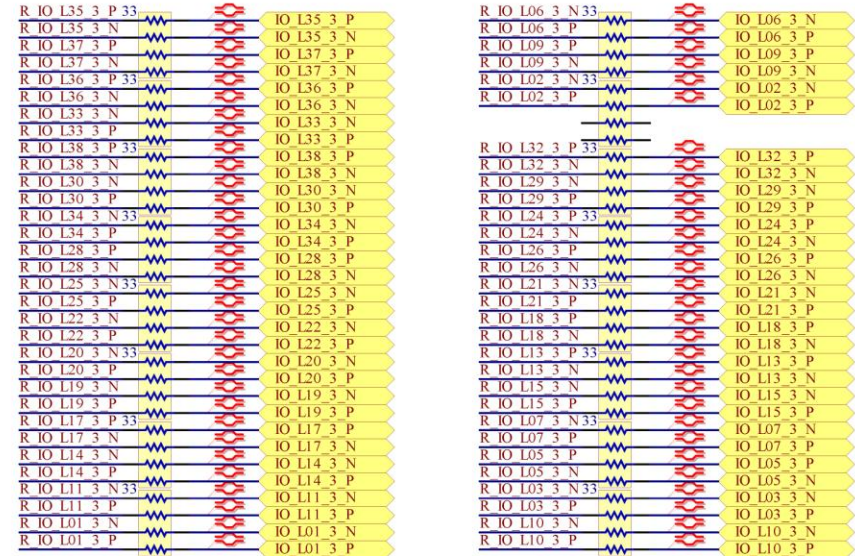 R_IO_L35_3_P 33 IO_L35_3_P
R_IO_L35_3_N IO_L35_3_N
R_IO_L37_3_P IO_L37_3_P
R_IO_L37_3_N IO_L37_3_N
R_IO_L36_3_P 33 IO_L36_3_P
R_IO_L36_3_N IO_L36_3_N
R_IO_L33_3_N IO_L33_3_N
R_IO_L33_3_P IO_L33_3_P
R_IO_L38_3_P 33 IO_L38_3_P
R_IO_L38_3_N IO_L38_3_N
R_IO_L30_3_N IO_L30_3_N
R_IO_L30_3_P IO_L30_3_P
R_IO_L34_3_N 33 IO_L34_3_N
R_IO_L34_3_P IO_L34_3_P
R_IO_L28_3_P IO_L28_3_P
R_IO_L28_3_N IO_L28_3_N
R_IO_L25_3_N 33 IO_L25_3_N
R_IO_L25_3_P IO_L25_3_P
R_IO_L22_3_N IO_L22_3_N
R_IO_L22_3_P IO_L22_3_P
R_IO_L20_3_N 33 IO_L20_3_N
R_IO_L20_3_P IO_L20_3_P
R_IO_L19_3_N IO_L19_3_N
R_IO_L19_3_P IO_L19_3_P
R_IO_L17_3_P 33 IO_L17_3_P
R_IO_L17_3_N IO_L17_3_N
R_IO_L14_3_N IO_L14_3_N
R_IO_L14_3_P IO_L14_3_P
R_IO_L11_3_N 33 IO_L11_3_N
R_IO_L11_3_P IO_L11_3_P
R_IO_L01_3_N IO_L01_3_N
R_IO_L01_3_P IO_L01_3_P
R_IO_L06_3_N 33 IO_L06_3_N
R_IO_L06_3_P IO_L06_3_P
R_IO_L09_3_P IO_L09_3_P
R_IO_L09_3_N IO_L09_3_N
R_IO_L02_3_N 33 IO_L02_3_N
R_IO_L02_3_P IO_L02_3_P
R_IO_L32_3_P 33 IO_L32_3_P
R_IO_L32_3_N IO_L32_3_N
R_IO_L29_3_N IO_L29_3_N
R_IO_L29_3_P IO_L29_3_P
R_IO_L24_3_P 33 IO_L24_3_P
R_IO_L24_3_N IO_L24_3_N
R_IO_L26_3_P IO_L26_3_P
R_IO_L26_3_N IO_L26_3_N
R_IO_L21_3_N 33 IO_L21_3_N
R_IO_L21_3_P IO_L21_3_P
R_IO_L18_3_P IO_L18_3_P
R_IO_L18_3_N IO_L18_3_N
R_IO_L13_3_P 33 IO_L13_3_P
R_IO_L13_3_N IO_L13_3_N
R_IO_L15_3_N IO_L15_3_N
R_IO_L15_3_P IO_L15_3_P
R_IO_L07_3_N 33 IO_L07_3_N
R_IO_L07_3_P IO_L07_3_P
R_IO_L05_3_P IO_L05_3_P
R_IO_L05_3_N IO_L05_3_N
R_IO_L03_3_N 33 IO_L03_3_N
R_IO_L03_3_P IO_L03_3_P
R_IO_L10_3_N IO_L10_3_N
R_IO_L10_3_P IO_L10_3_P